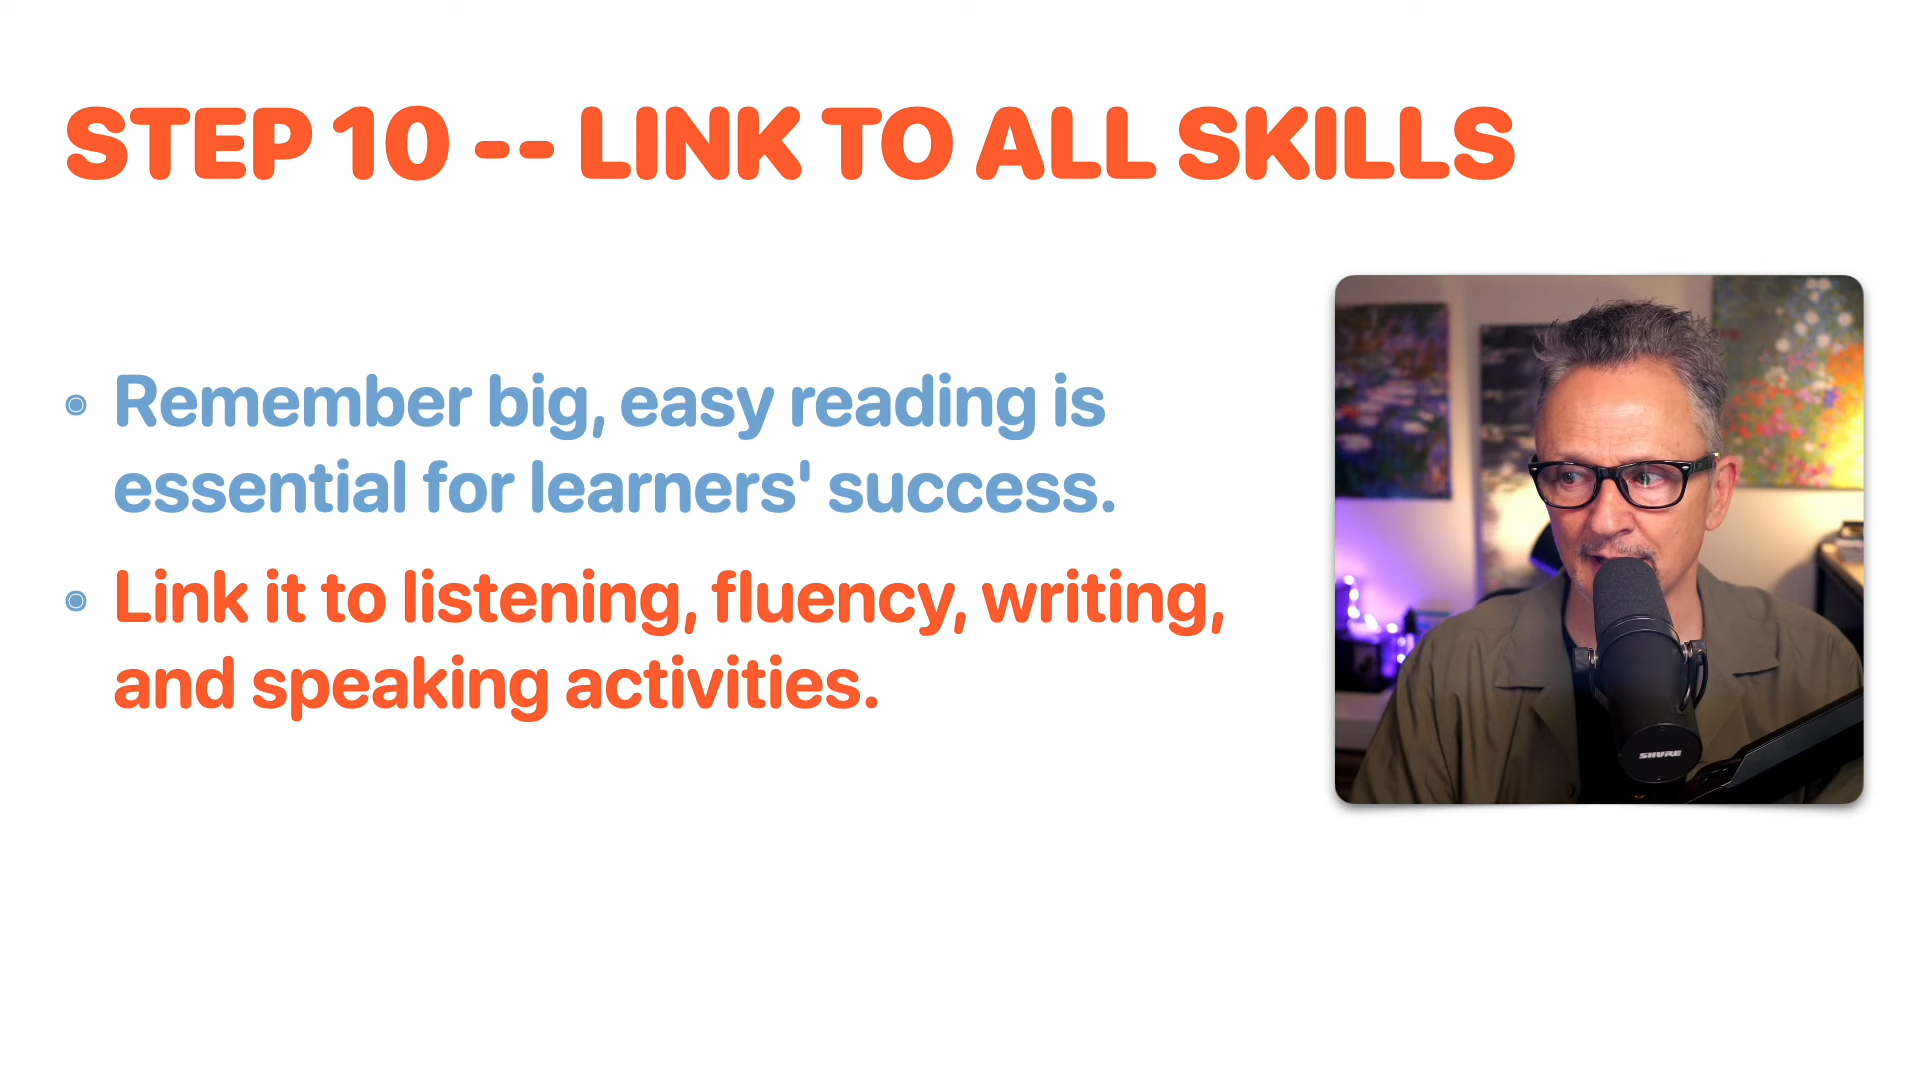 STEP 10 -- LINK TO ALL SKILLS
Remember big, easy reading is
essential for learners' success.
Link it to listening, fluency, writing,
and speaking activities.
SHURE